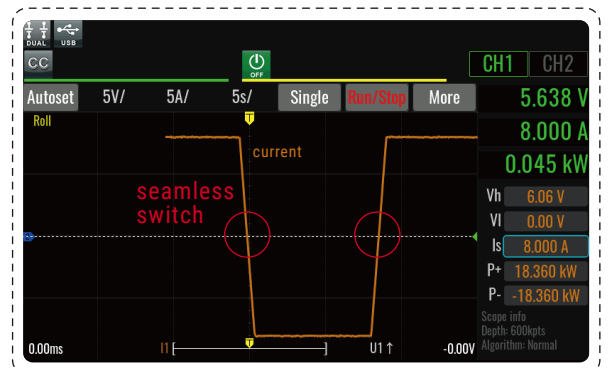 DUAL USB
CC OFF CH1 CH2
Autoset 5V/ 5A/ 5s/ Single Run/Stop More 5.638 V
Roll
8.000 A
current
0.045 kW
seamless
switch
Vh 6.06 V
Vl 0.00 V
Is 8.000 A
P+ 18.360 kW
P- -18.360 kW
Scope info
Depth: 600kpts
Algorithm: Normal
0.00ms I1 U1↑ -0.00V
T
T